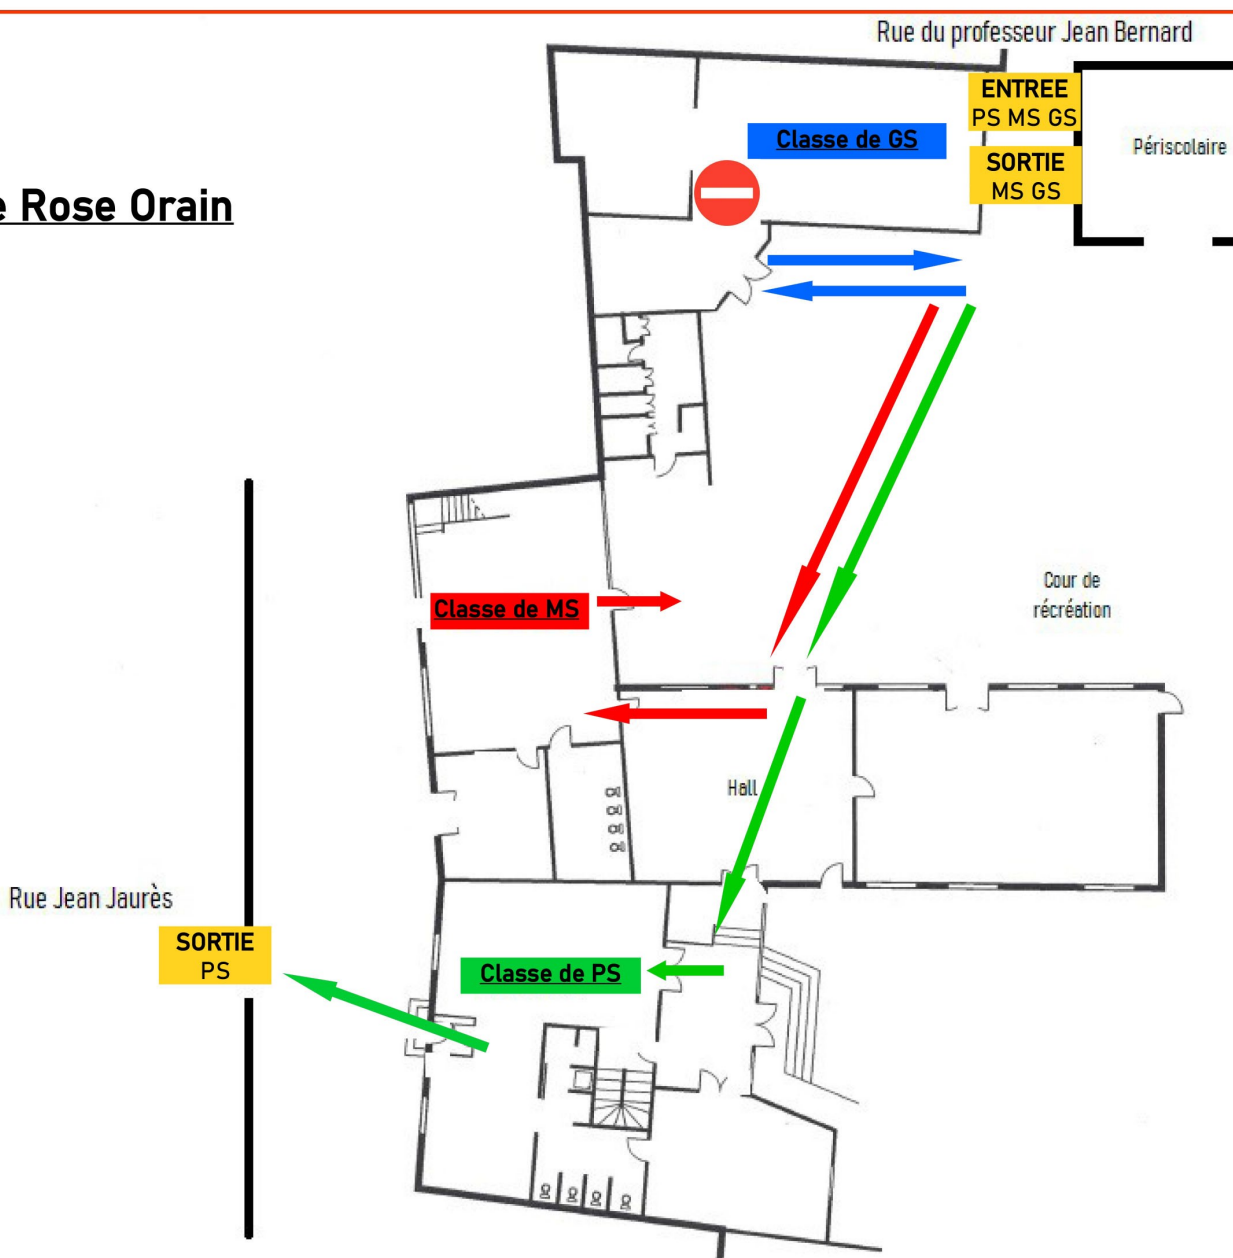 Rue du professeur Jean Bernard
ENTREE
PS MS GS
Classe de GS
Périscolaire
SORTIE
MS GS
e Rose Orain
Cour de
récréation
Classe de MS
Hall
Rue Jean Jaurès
SORTIE
PS
Classe de PS